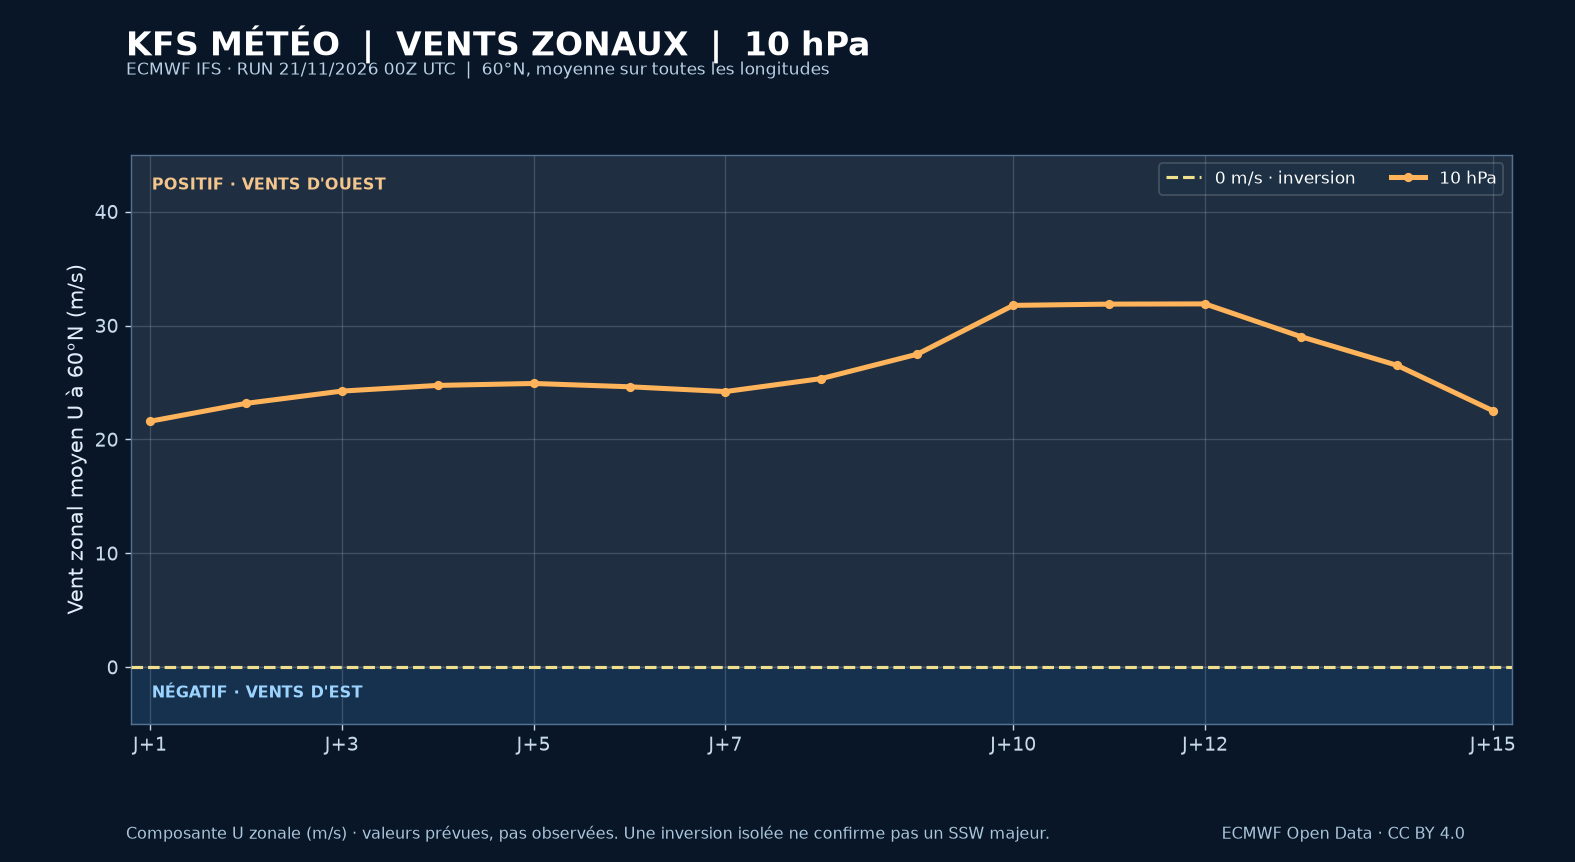 KFS MÉTÉO | VENTS ZONAUX | 10 hPa
ECMWF IFS · RUN 21/11/2026 00Z UTC | 60°N, moyenne sur toutes les longitudes
POSITIF · VENTS D'OUEST
0 m/s · inversion
10 hPa
Vent zonal moyen U à 60°N (m/s)
40
30
20
10
0
NÉGATIF · VENTS D'EST
J+1 J+3 J+5 J+7 J+10 J+12 J+15
Composante U zonale (m/s) · valeurs prévues, pas observées. Une inversion isolée ne confirme pas un SSW majeur.
ECMWF Open Data · CC BY 4.0